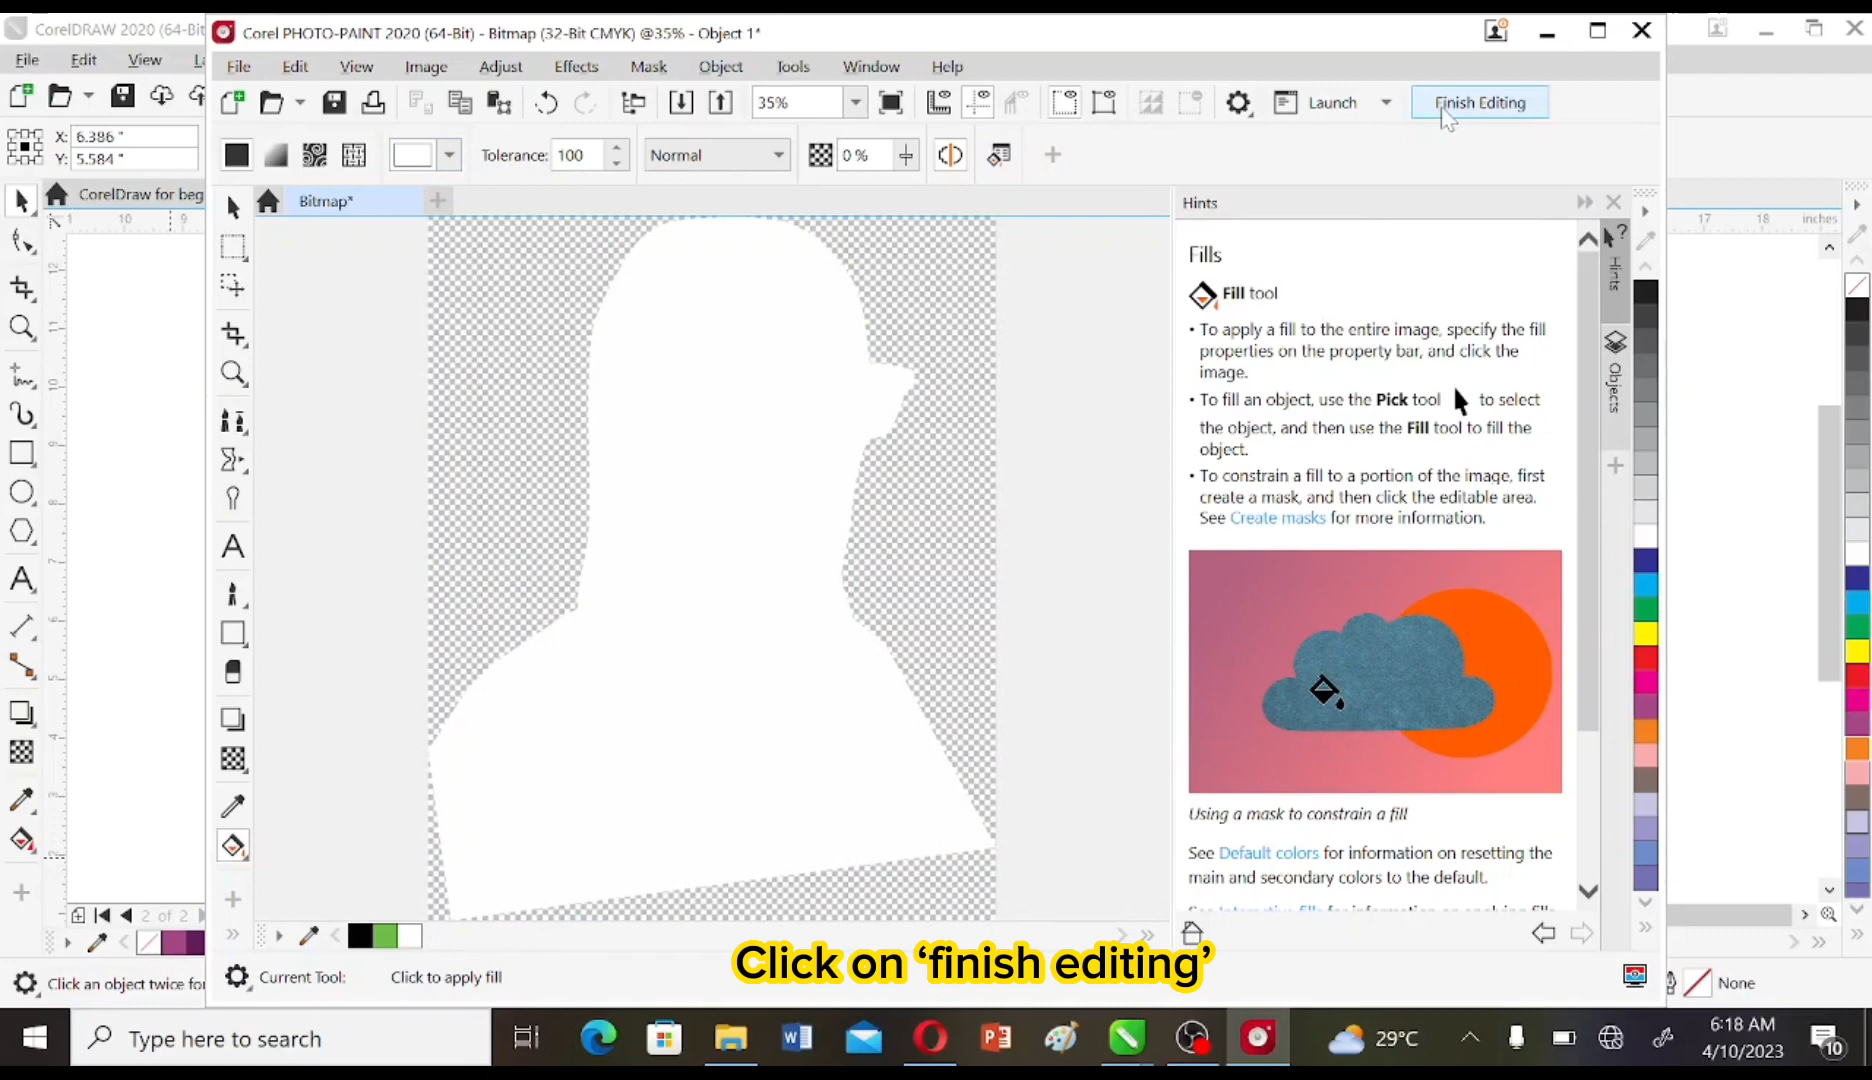 CorelDRAW 2020 (64-Bit
Corel PHOTO-PAINT 2020 (64-Bit) - Bitmap (32-Bit CMYK) @35% - Object 1*
File Edit View
File Edit View Image Adjust Effects Mask Object Tools Window Help
35%
Launch
Finish Editing
X: 6.386 "
Y: 5.584 "
Tolerance: 100
Normal
0 %
CorelDraw for beg
Bitmap*
Hints
10 9
17 18 inches
Fills
Fill tool
• To apply a fill to the entire image, specify the fill
properties on the property bar, and click the
image.
• To fill an object, use the Pick tool to select
the object, and then use the Fill tool to fill the
object.
• To constrain a fill to a portion of the image, first
create a mask, and then click the editable area.
See Create masks for more information.
Hints
Objects
Using a mask to constrain a fill
See Default colors for information on resetting the
main and secondary colors to the default.
2 of 2
Click on ‘finish editing’
Click an object twice fo
Current Tool: Click to apply fill
None
Type here to search
29°C
6:18 AM
4/10/2023
10